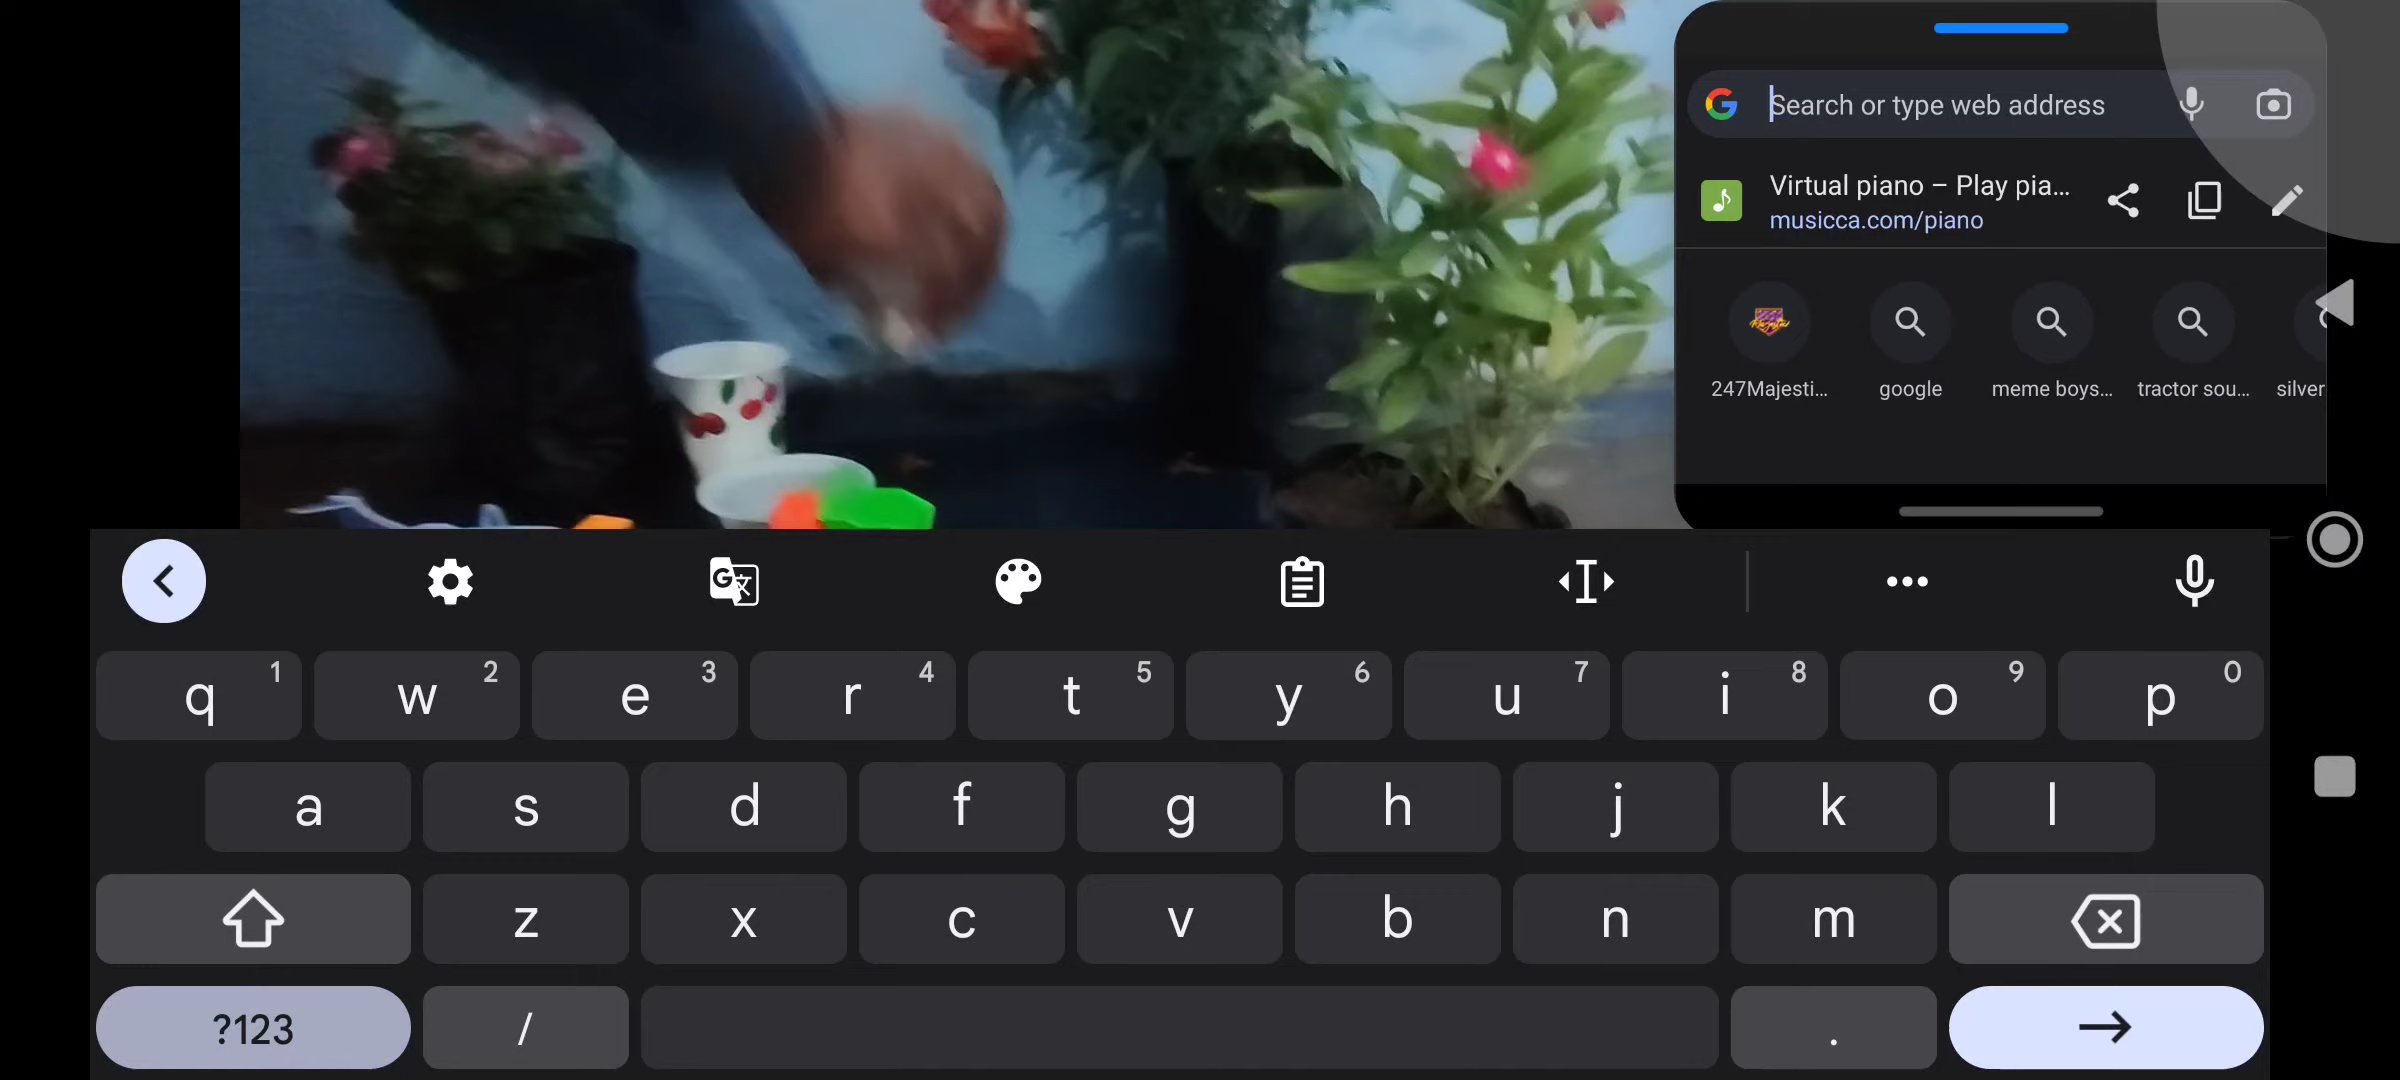 Search or type web address
Virtual piano – Play pia...
musicca.com/piano
247Majesti... google meme boys... tractor sou... silver
q 1 w 2 e 3 r 4 t 5 y 6 u 7 i 8 o 9 p 0
a s d f g h j k l
z x c v b n m
?123 / .